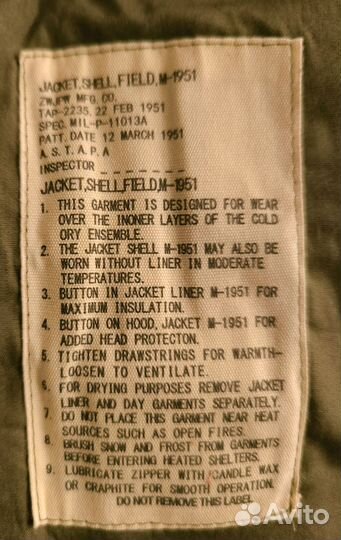 JACKET,SHELL,FIELD,M-1951
ZWJPW MFG.CO.
TAP-2235, 22 FEB 1951
SPEC. MIL-P-11013A
PATT. DATE 12 MARCH 1951
A. S. T. A. P. A
INSPECTOR _ _ _ _ _ _ _ _
JACKET,SHELL,FIELD,M-1951
1. THIS GARMENT IS DESIGNED FOR WEAR
OVER THE INONER LAYERS OF THE COLD
ORY ENSEMBLE.
2. THE JACKET SHELL M-1951 MAY ALSO BE
WORN WITHOUT LINER IN MODERATE
TEMPERATURES.
3. BUTTON IN JACKET LINER M-1951 FOR
MAXIMUM INSULATION.
4. BUTTON ON HOOD, JACKET M-1951 FOR
ADDED HEAD PROTECTON.
5. TIGHTEN DRAWSTRINGS FOR WARMTH-
LOOSEN TO VENTILATE.
6. FOR DRYING PURPOSES REMOVE JACKET
LINER AND DAY GARMENTS SEPARATELY.
7. DO NOT PLACE THIS GARMENT NEAR HEAT
SOURCES SUCH AS OPEN FIRES.
8. BRUSH SNOW AND FROST FROM GARMENTS
BEFORE ENTERING HEATED SHELTERS.
9. LUBRICATE ZIPPER WITH CANDLE WAX
OR CRAPHITE FOR SMOOTH OPERATION.
DO NOT REMOVE THIS LABEL
Avito